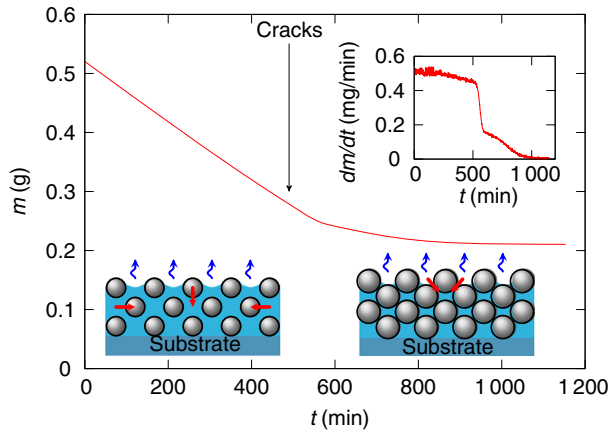 0.6
0.5
0.4
0.3
0.2
0.1
0
m (g)
Cracks
0.6
0.4
0.2
0
dm/dt (mg/min)
0 500 1 000
t (min)
Substrate
Substrate
0 200 400 600 800 1 000 1 200
t (min)